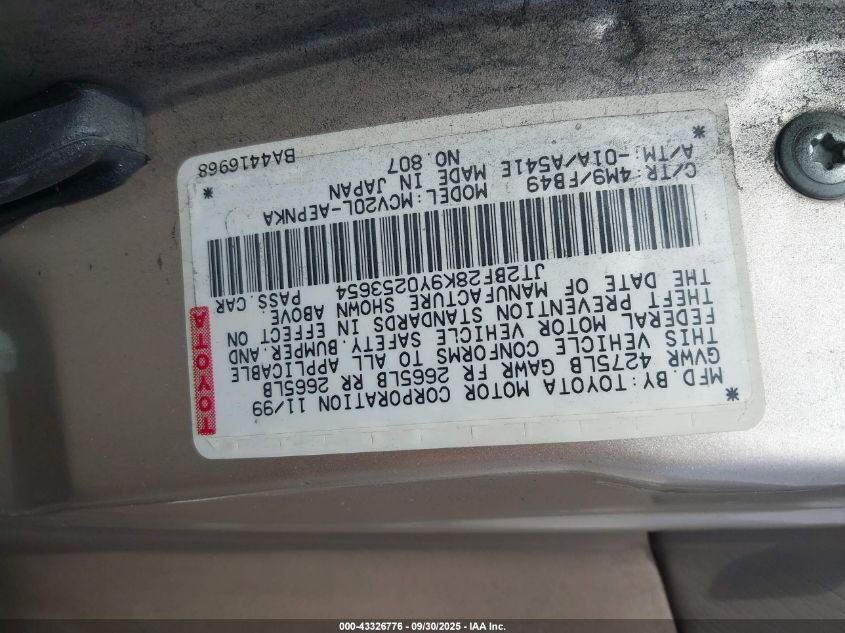 MFD. BY: TOYOTA MOTOR CORPORATION 11/99
GVWR 4275LB GAWR FR 2665LB RR 2665LB
THIS VEHICLE CONFORMS TO ALL APPLICABLE
FEDERAL MOTOR VEHICLE SAFETY, BUMPER, AND
THEFT PREVENTION STANDARDS IN EFFECT ON
THE DATE OF MANUFACTURE SHOWN ABOVE
JT2BF28K9Y0253654 PASS. CAR
TOYOTA
C/TR:4M9/FB49 MODEL:MCV20L-AEPNKA
A/TM:-01A/A541E MADE IN JAPAN
NO.807
BA4416968
000-43326776 - 09/30/2025 - IAA Inc.